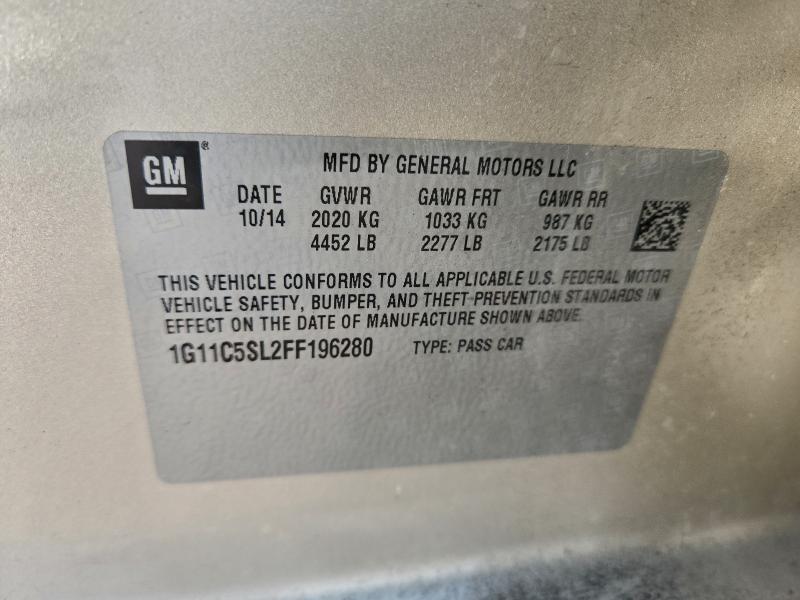 GM®
MFD BY GENERAL MOTORS LLC
DATE GVWR GAWR FRT GAWR RR
10/14 2020 KG 1033 KG 987 KG
4452 LB 2277 LB 2175 LB
THIS VEHICLE CONFORMS TO ALL APPLICABLE U.S. FEDERAL MOTOR
VEHICLE SAFETY, BUMPER, AND THEFT PREVENTION STANDARDS IN
EFFECT ON THE DATE OF MANUFACTURE SHOWN ABOVE.
1G11C5SL2FF196280 TYPE: PASS CAR